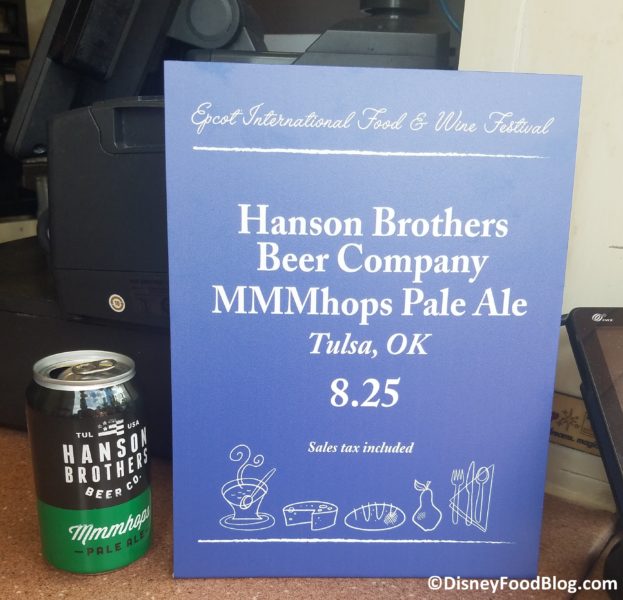 Epcot International Food & Wine Festival
Hanson Brothers
Beer Company
MMMhops Pale Ale
Tulsa, OK
8.25
Sales tax included
TUL USA
HANSON
BROTHERS
BEER CO.
Mmmhops
PALE ALE
©DisneyFoodBlog.com